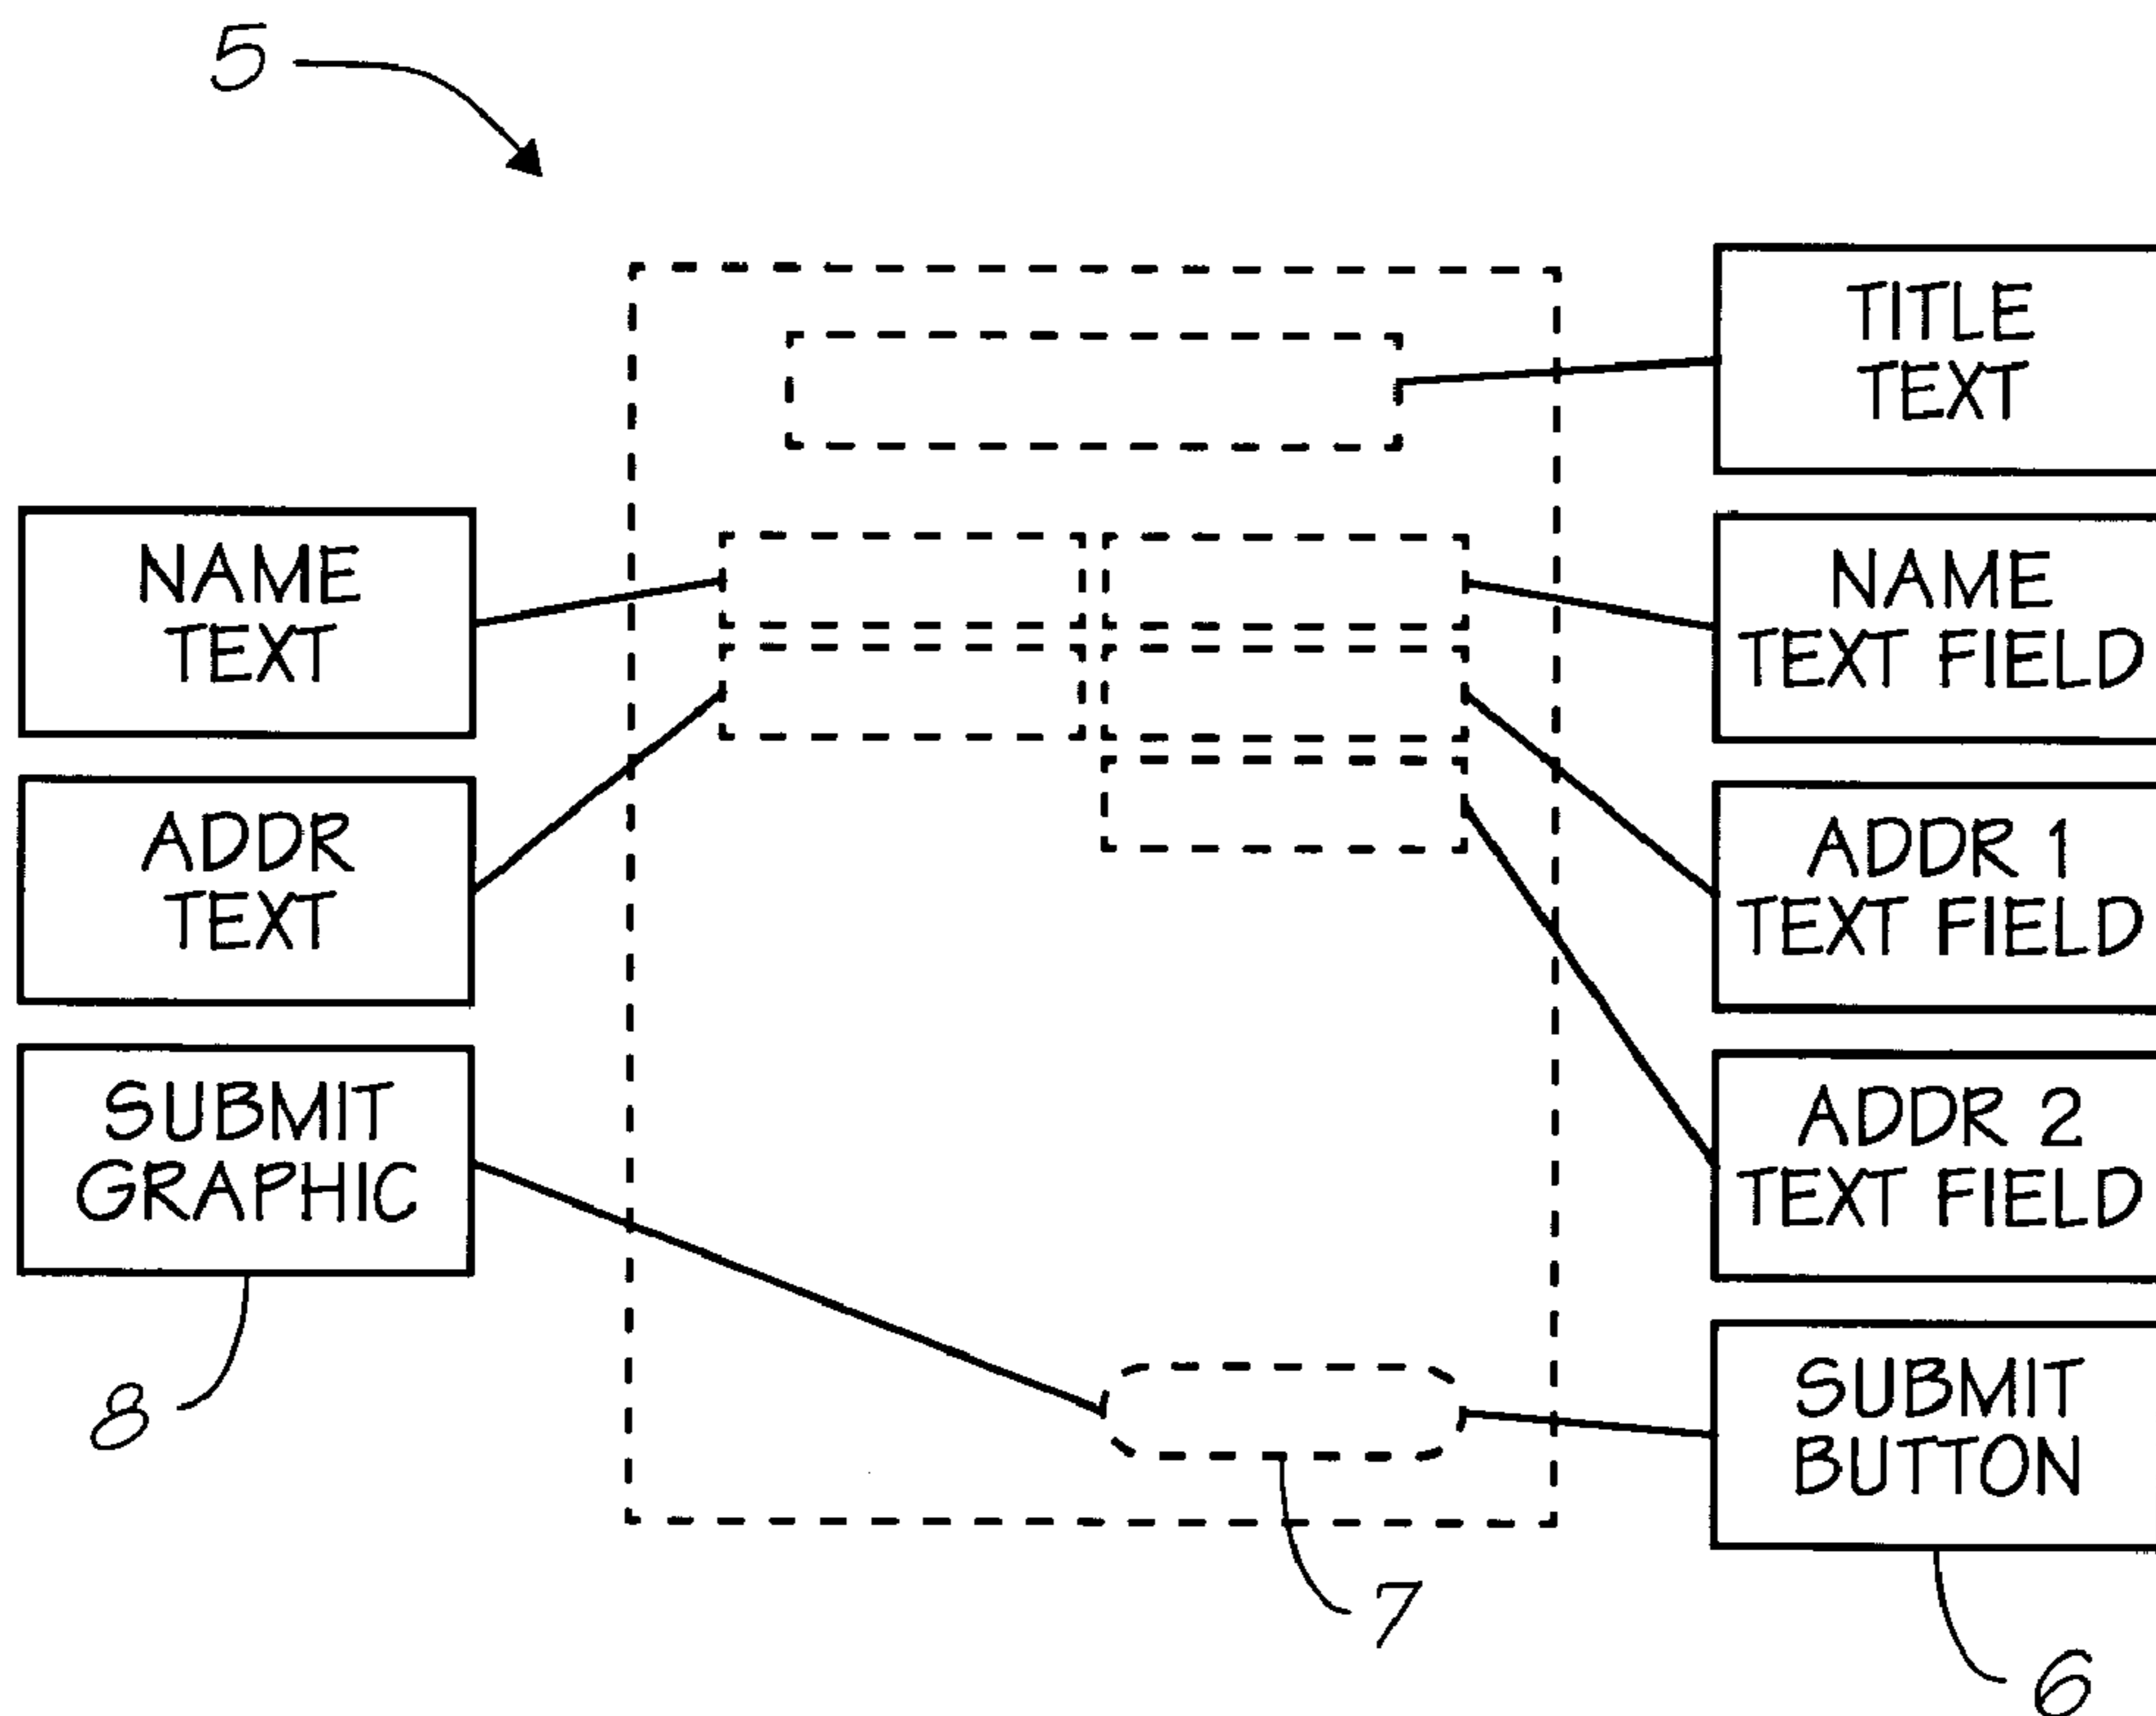 5
TITLE
TEXT
NAME
TEXT
NAME
TEXT FIELD
ADDR
TEXT
ADDR 1
TEXT FIELD
SUBMIT
GRAPHIC
ADDR 2
TEXT FIELD
8
SUBMIT
BUTTON
7
6